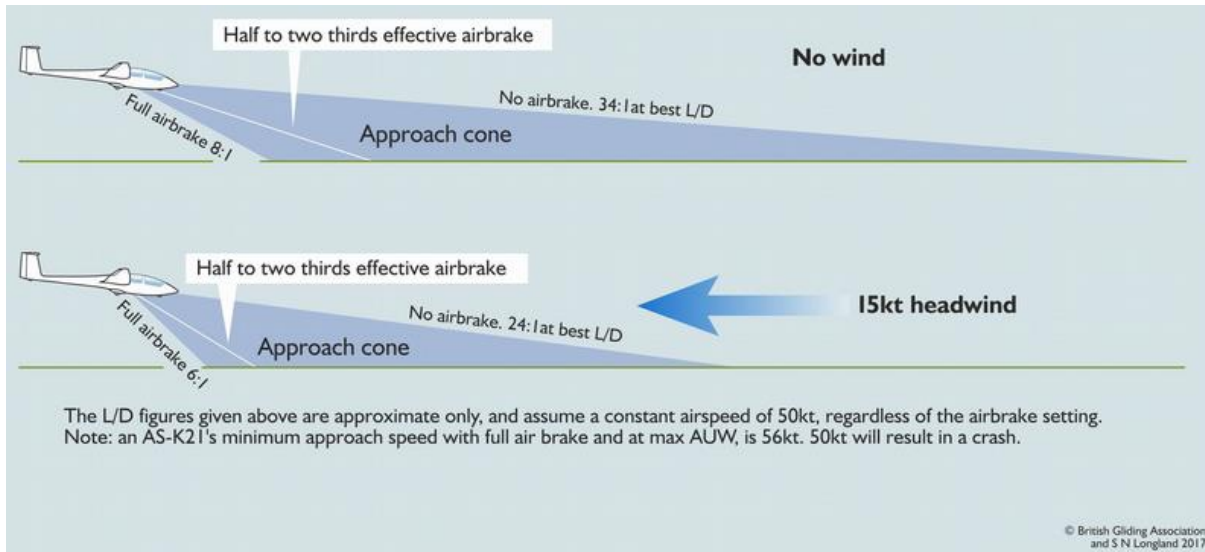 Half to two thirds effective airbrake
No wind
No airbrake. 34:1at best L/D
Full airbrake 8:1
Approach cone
Half to two thirds effective airbrake
15kt headwind
No airbrake. 24:1at best L/D
Full airbrake 6:1
Approach cone
The L/D figures given above are approximate only, and assume a constant airspeed of 50kt, regardless of the airbrake setting.
Note: an AS-K21's minimum approach speed with full air brake and at max AUW, is 56kt. 50kt will result in a crash.
© British Gliding Association
and S N Longland 2017